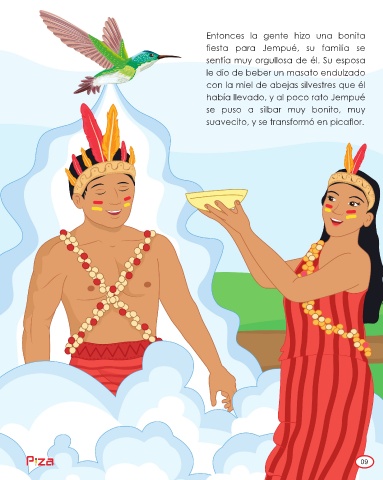 Entonces la gente hizo una bonita
fiesta para Jempué, su familia se
sentía muy orgullosa de él. Su esposa
le dio de beber un masato endulzado
con la miel de abejas silvestres que él
había llevado, y al poco rato Jempué
se puso a silbar muy bonito, muy
suavecito, y se transformó en picaflor.
Piza
09